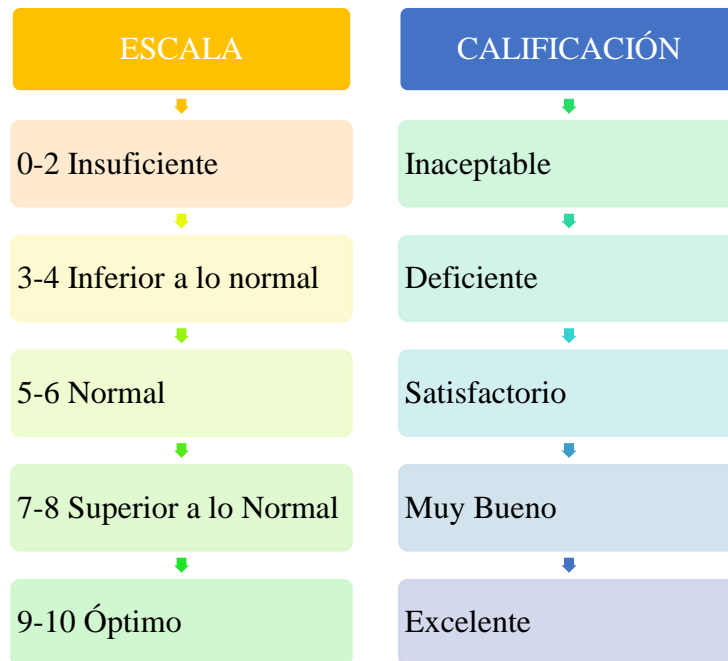 ESCALA
0-2 Insuficiente
3-4 Inferior a lo normal
5-6 Normal
7-8 Superior a lo Normal
9-10 Óptimo
CALIFICACIÓN
Inaceptable
Deficiente
Satisfactorio
Muy Bueno
Excelente